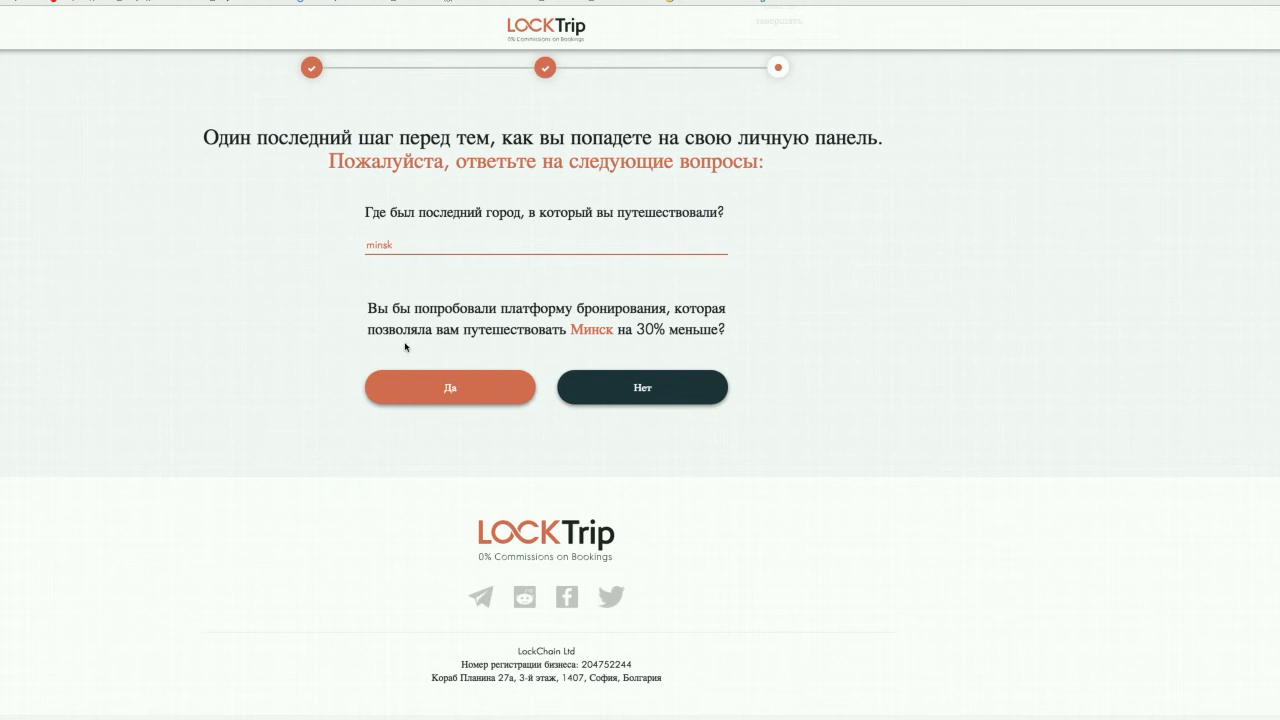 LOCKTrip
0% Commissions on Bookings
завершить
Один последний шаг перед тем, как вы попадете на свою личную панель.
Пожалуйста, ответьте на следующие вопросы:
Где был последний город, в который вы путешествовали?
minsk
Вы бы попробовали платформу бронирования, которая
позволяла вам путешествовать Минск на 30% меньше?
Да
Нет
LOCKTrip
0% Commissions on Bookings
LockChain Ltd
Номер регистрации бизнеса: 204752244
Кораб Планина 27а, 3-й этаж, 1407, София, Болгария